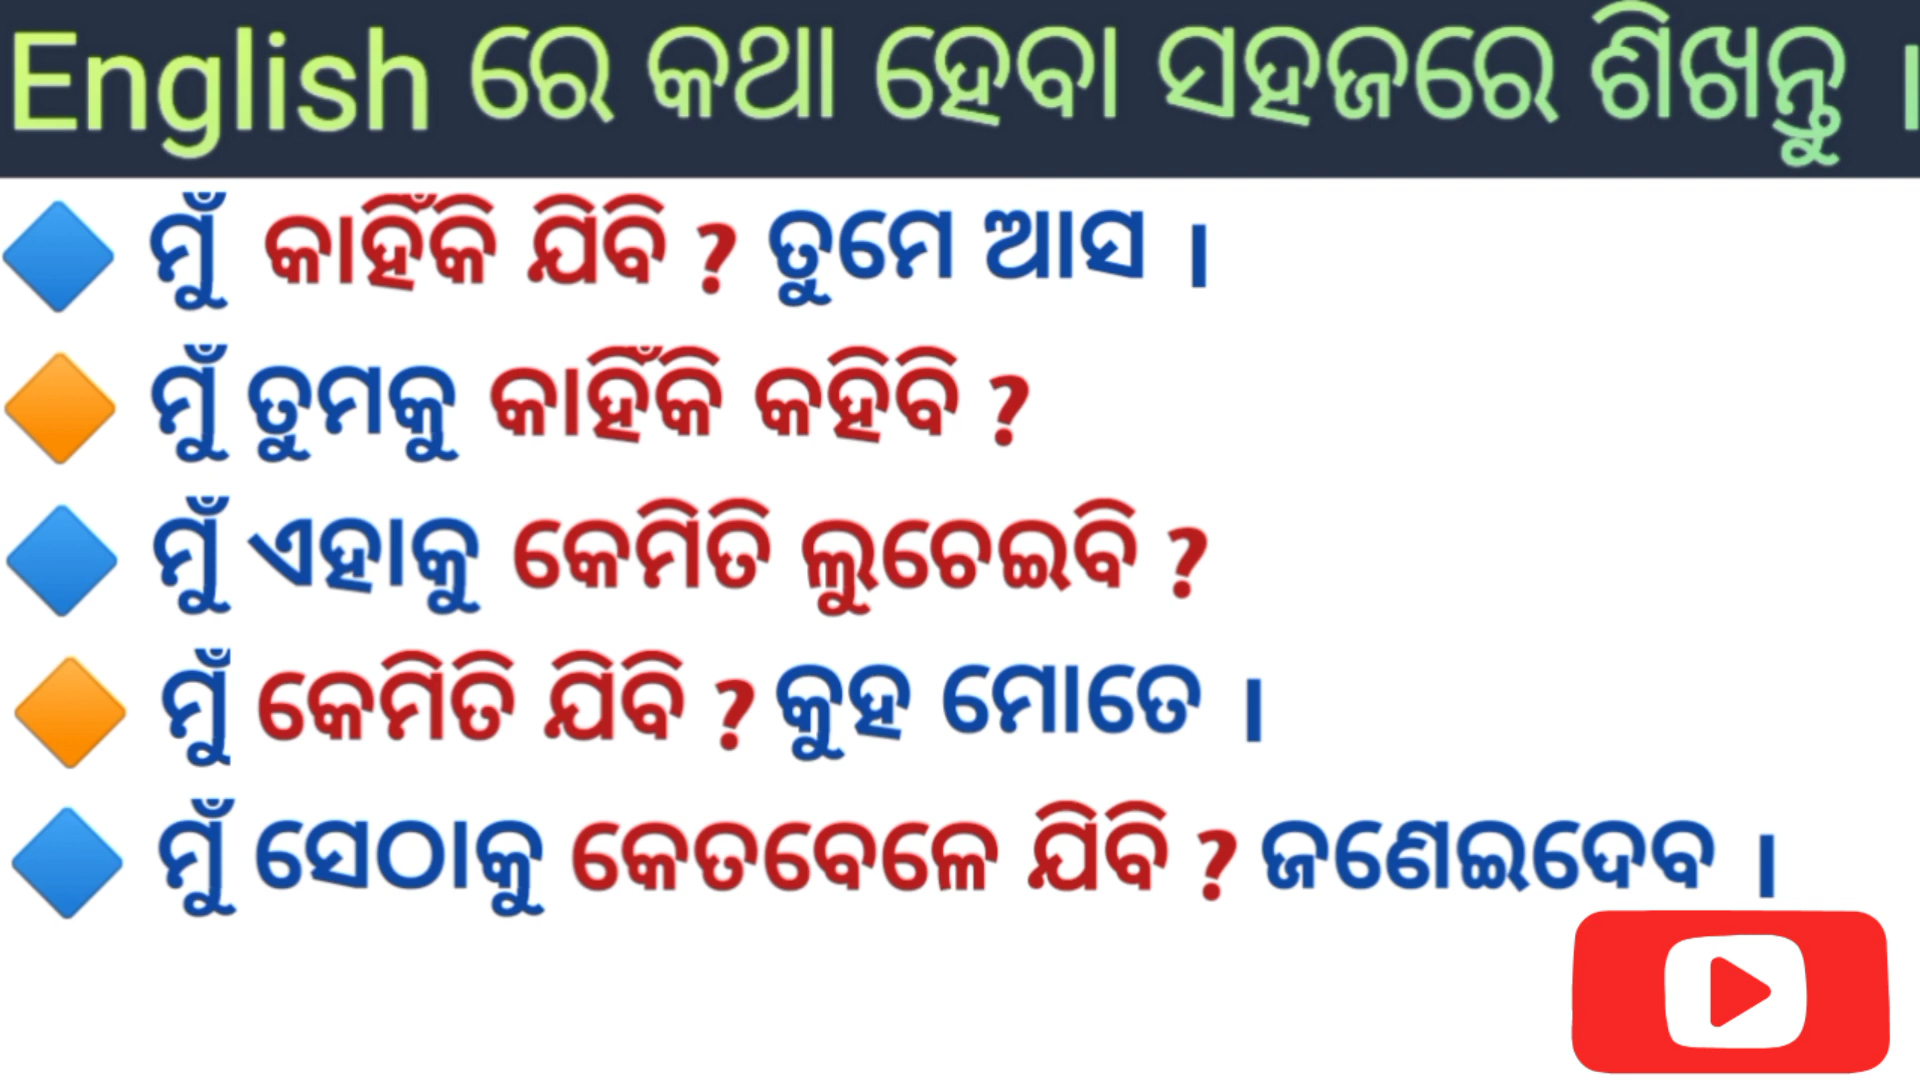 English ରେ କଥା ହେବା ସହଜରେ ଶିଖନ୍ତୁ ।
ମୁଁ କାହିଁକି ଯିବି ? ତୁମେ ଆସ ।
ମୁଁ ତୁମକୁ କାହିଁକି କହିବି ?
ମୁଁ ଏହାକୁ କେମିତି ଲୁଚେଇବି ?
ମୁଁ କେମିତି ଯିବି ? କୁହ ମୋତେ ।
ମୁଁ ସେଠାକୁ କେତବେଳେ ଯିବି ? ଜଣେଇଦେବ ।